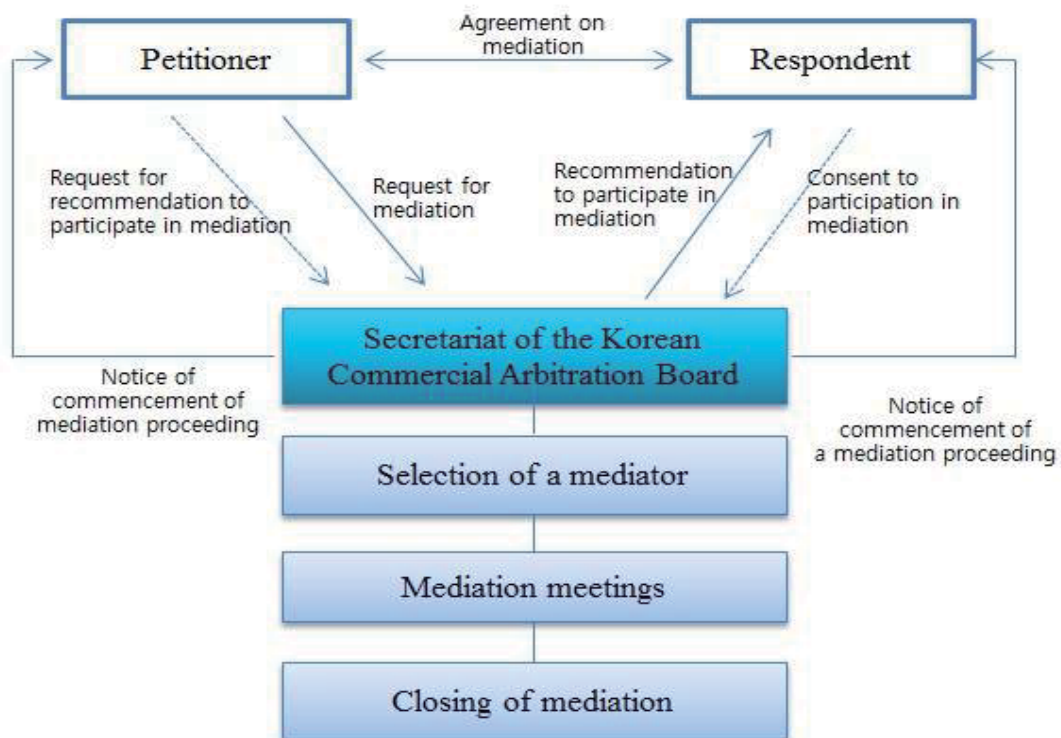 Agreement on
mediation
Petitioner
Respondent
Request for
recommendation to
participate in mediation
Request for
mediation
Recommendation
to participate in
mediation
Consent to
participation in
mediation
Secretariat of the Korean
Commercial Arbitration Board
Notice of
commencement of
mediation proceeding
Notice of
commencement of
a mediation proceeding
Selection of a mediator
Mediation meetings
Closing of mediation